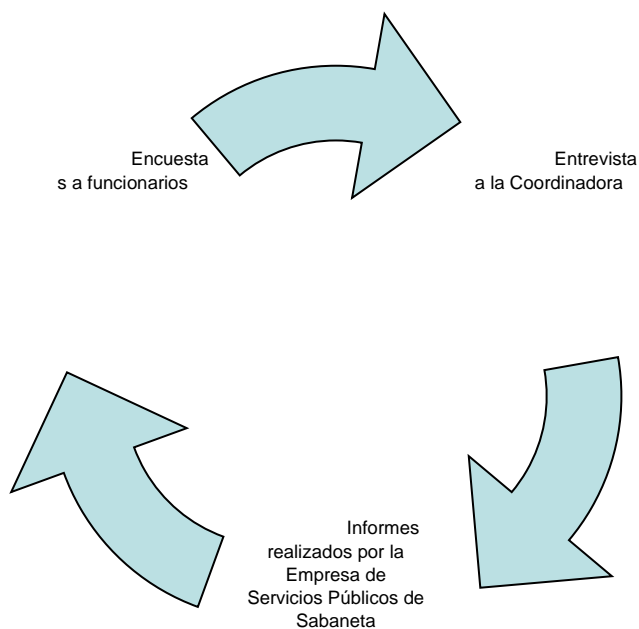 Encuesta
s a funcionarios
Entrevista
a la Coordinadora
Informes
realizados por la
Empresa de
Servicios Públicos de
Sabaneta